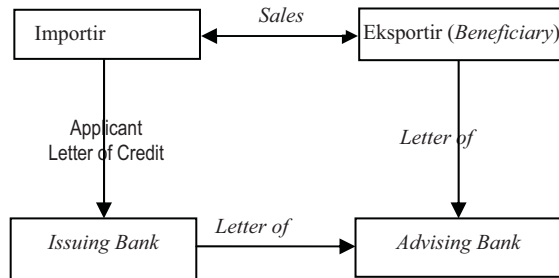 Sales
Importir
Eksportir (Beneficiary)
Applicant
Letter of Credit
Letter of
Issuing Bank
Letter of
Advising Bank